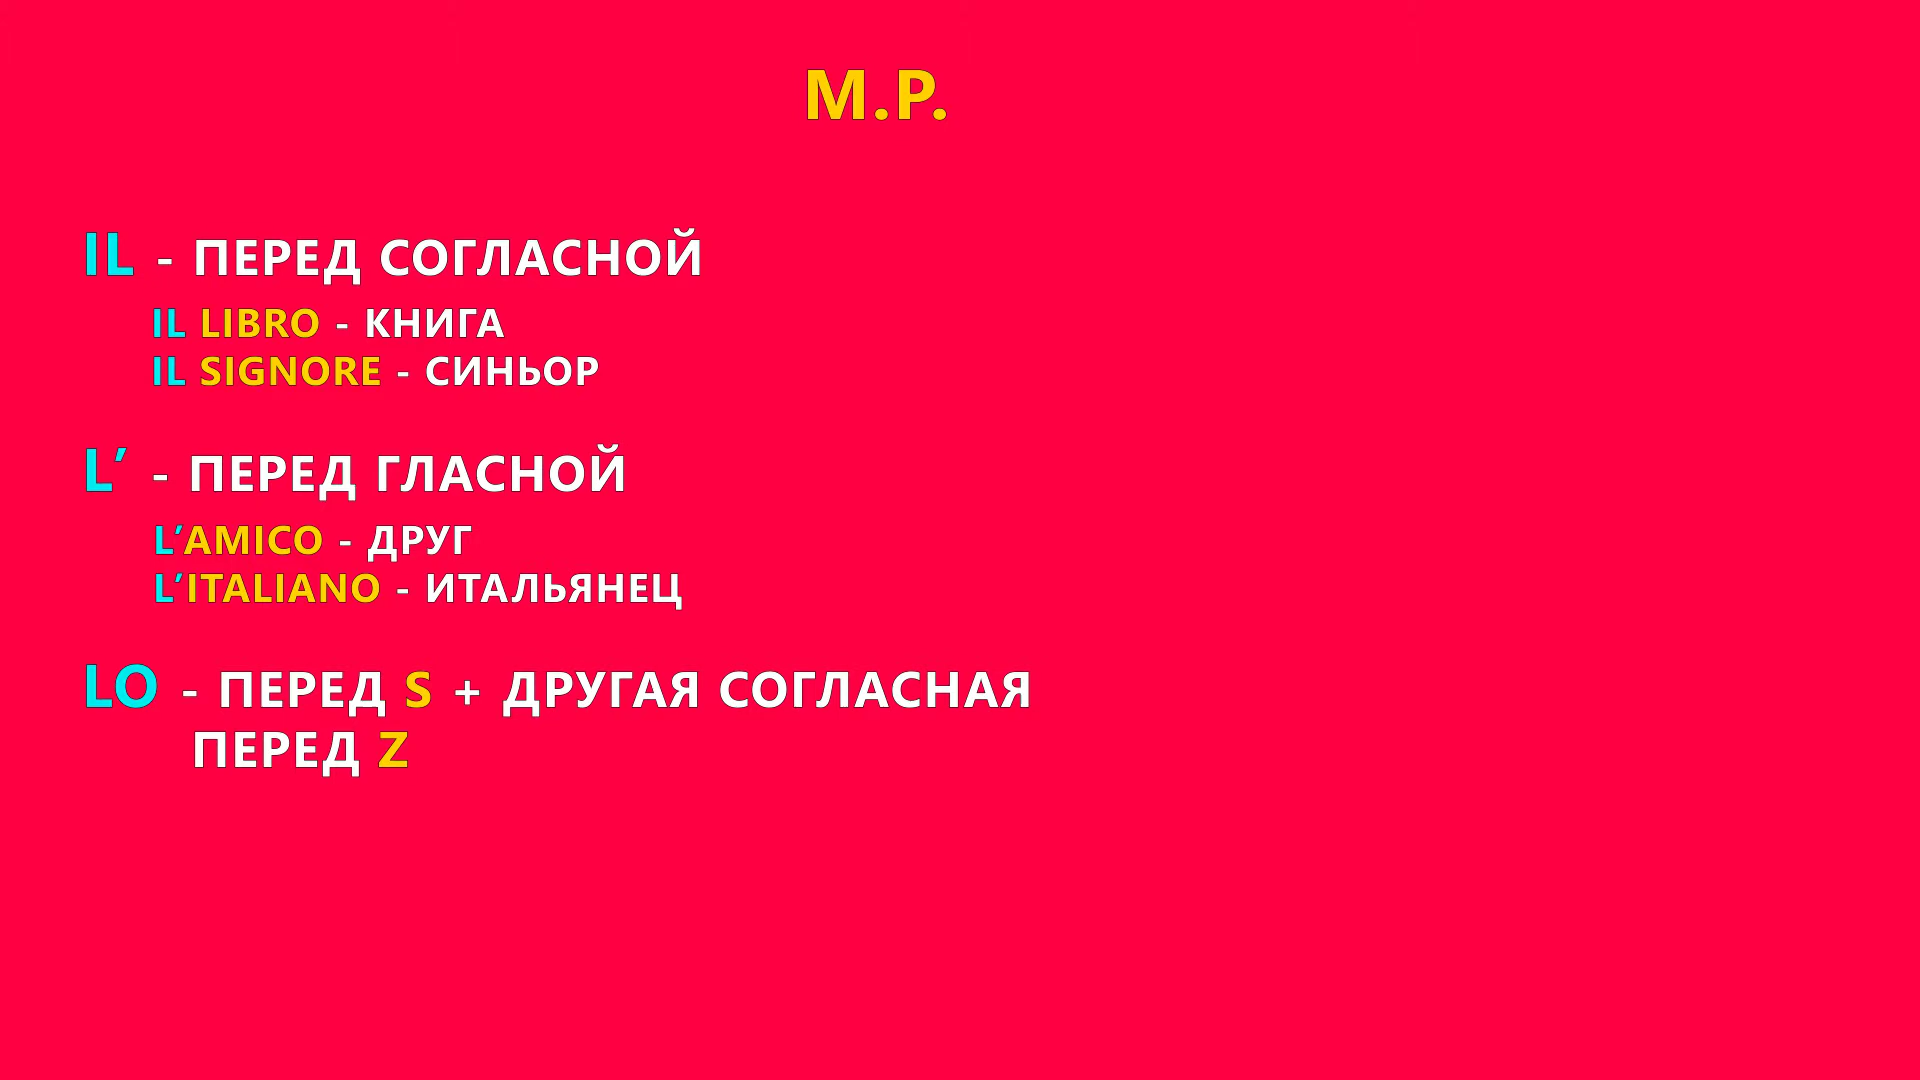 М.Р.
IL - ПЕРЕД СОГЛАСНОЙ
IL LIBRO - КНИГА
IL SIGNORE - СИНЬОР
L’ - ПЕРЕД ГЛАСНОЙ
L’AMICO - ДРУГ
L’ITALIANO - ИТАЛЬЯНЕЦ
LO - ПЕРЕД S + ДРУГАЯ СОГЛАСНАЯ
ПЕРЕД Z